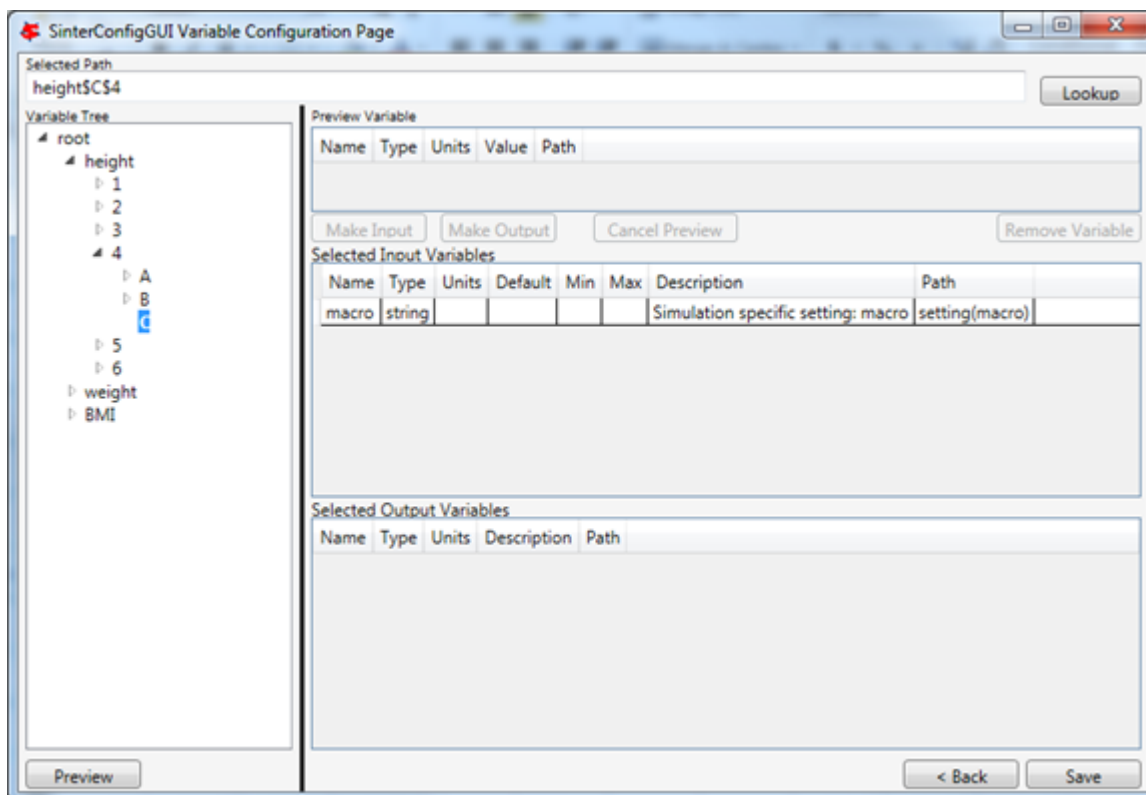 SinterConfigGUI Variable Configuration Page
Selected Path
height$C$4
Lookup
Variable Tree
root
height
1
2
3
4
A
B
C
5
6
weight
BMI
Preview
Preview Variable
Name Type Units Value Path
Make Input Make Output Cancel Preview Remove Variable
Selected Input Variables
Name Type Units Default Min Max Description Path
macro string Simulation specific setting: macro setting(macro)
Selected Output Variables
Name Type Units Description Path
< Back Save